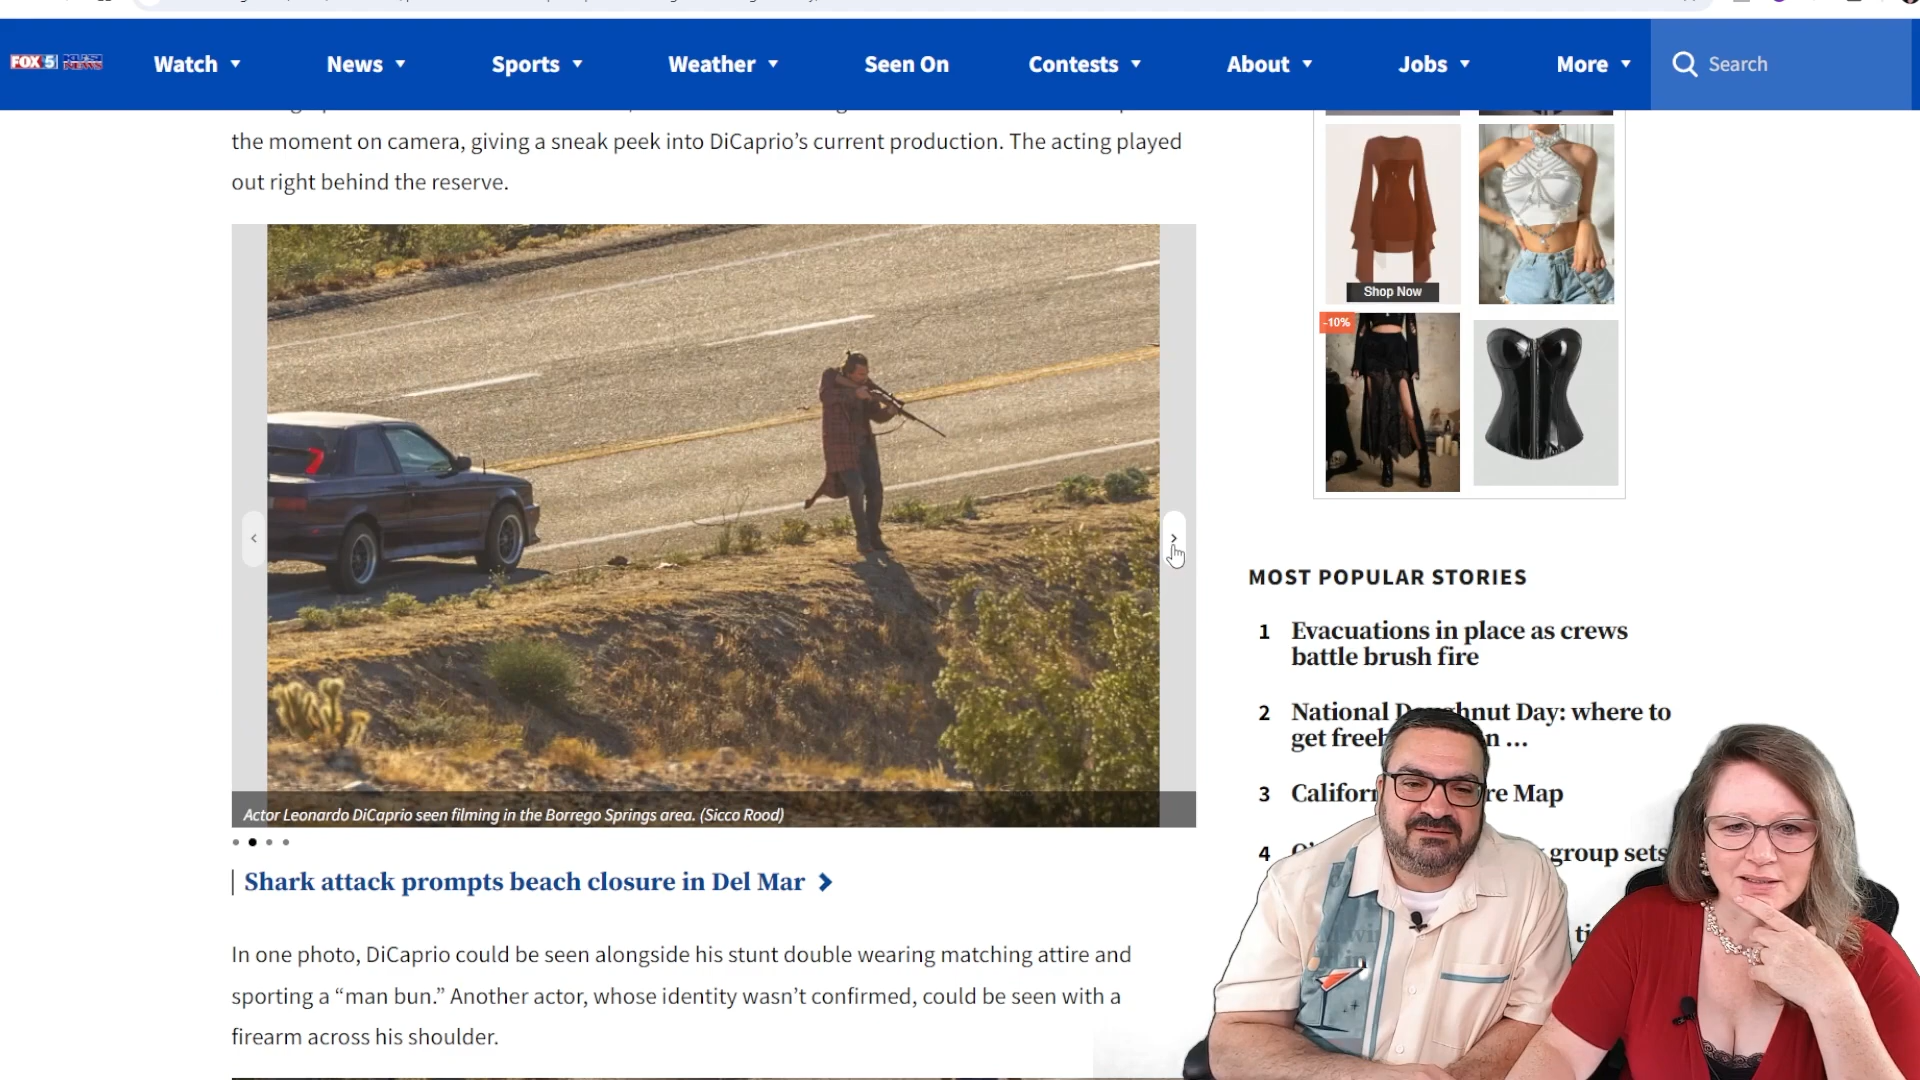 FOX 5 KUSI NEWS
Watch
News
Sports
Weather
Seen On
Contests
About
Jobs
More
Search
the moment on camera, giving a sneak peek into DiCaprio’s current production. The acting played
out right behind the reserve.
Shop Now
-10%
Actor Leonardo DiCaprio seen filming in the Borrego Springs area. (Sicco Rood)
Shark attack prompts beach closure in Del Mar
In one photo, DiCaprio could be seen alongside his stunt double wearing matching attire and
sporting a “man bun.” Another actor, whose identity wasn’t confirmed, could be seen with a
firearm across his shoulder.
MOST POPULAR STORIES
1 Evacuations in place as crews
battle brush fire
2 National Doughnut Day: where to
get
3 Map
4 group sets